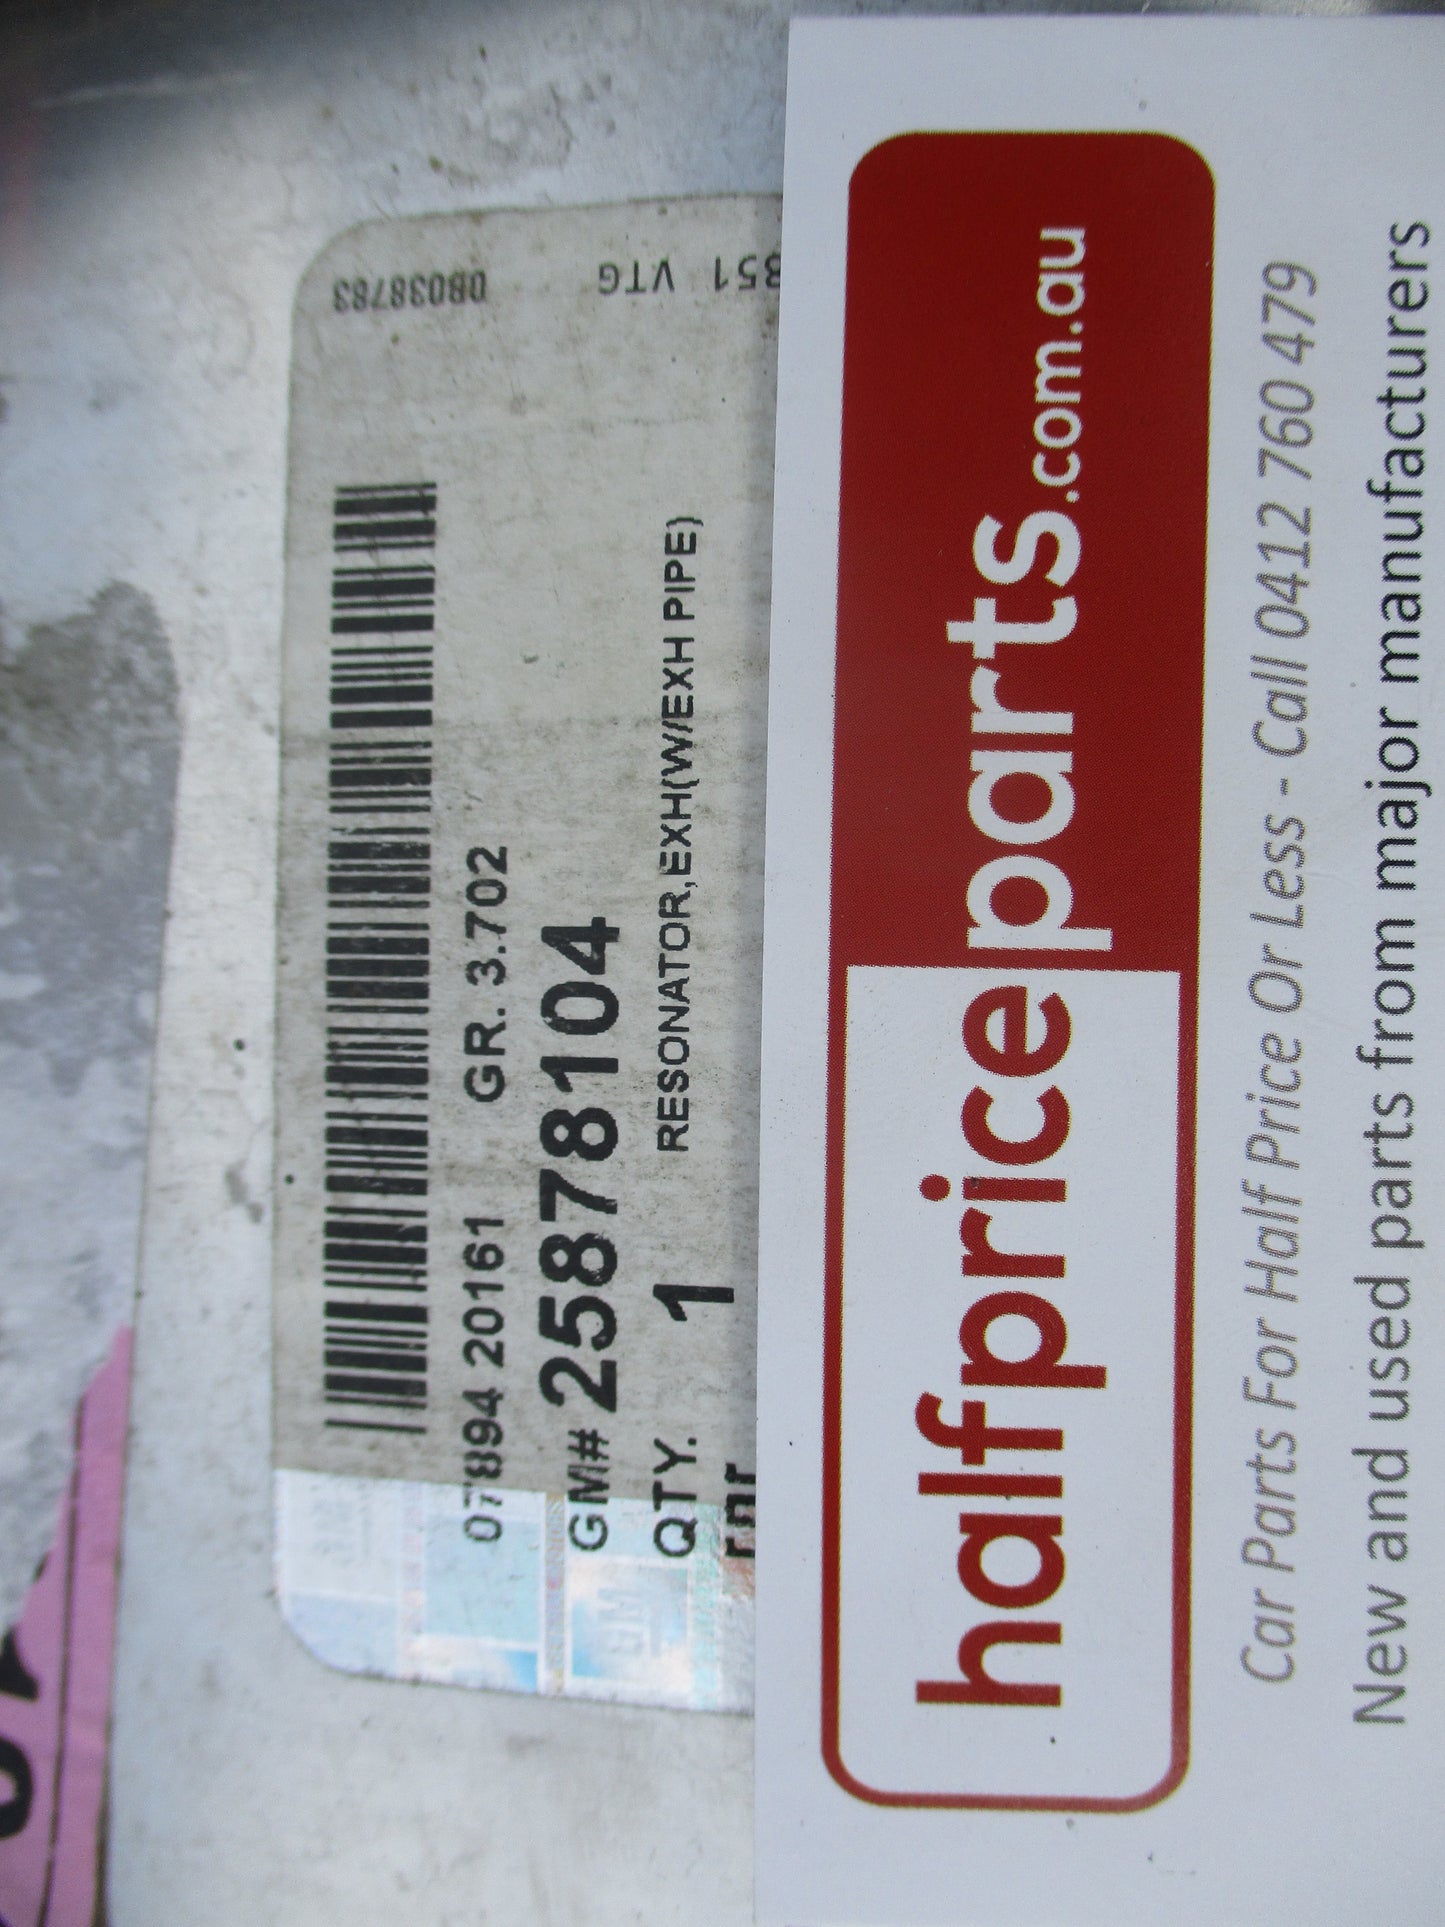 07894 20161 GR. 3.702
GM# 25878104
QTY. 1 RESONATOR,EXH(W/EXH PIPE)
08038783
VTG
halfpriceparts.com.au
Car Parts For Half Price Or Less - Call 0412 760 479
New and used parts from major manufacturers